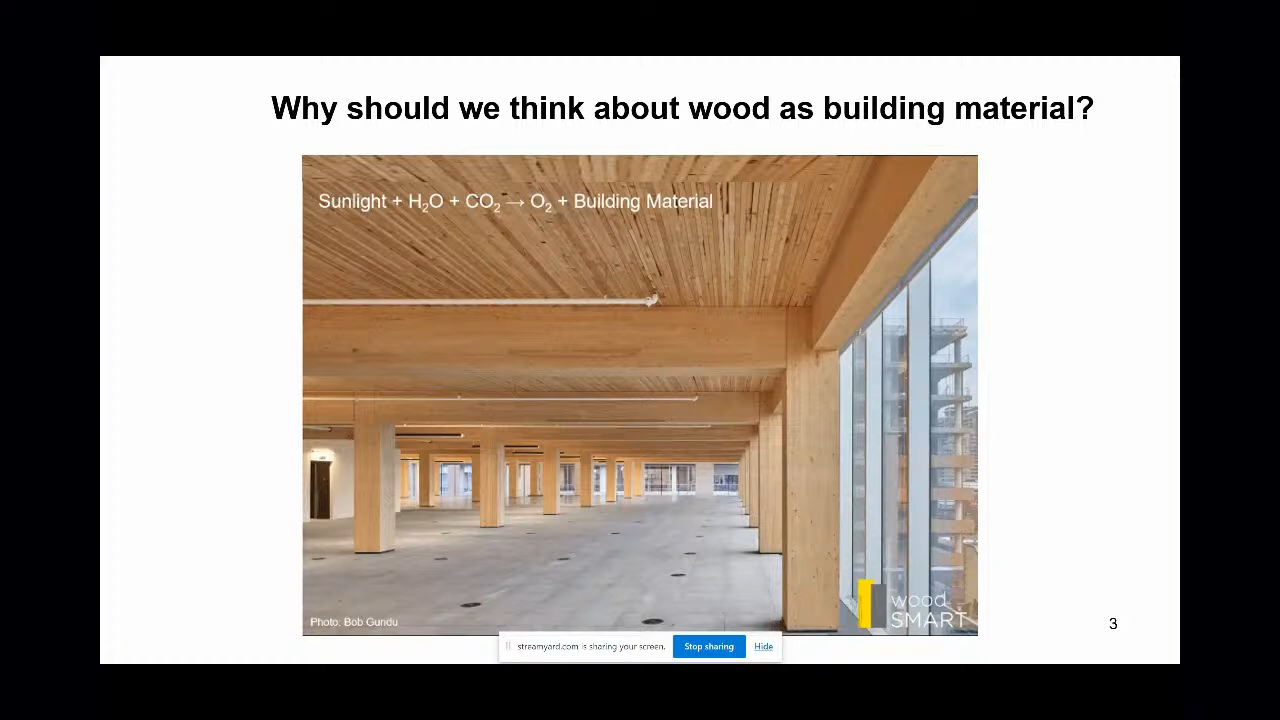 Why should we think about wood as building material?
Sunlight + H₂O + CO₂ → O₂ + Building Material
wood
SMART
Photo: Bob Gundu
3
streamyard.com is sharing your screen. Stop sharing Hide